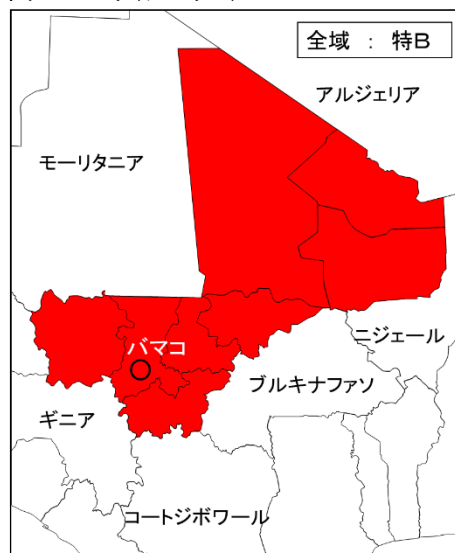 全域 ： 特B
アルジェリア
モーリタニア
ニジェール
バマコ
ブルキナファソ
ギニア
コートジボワール